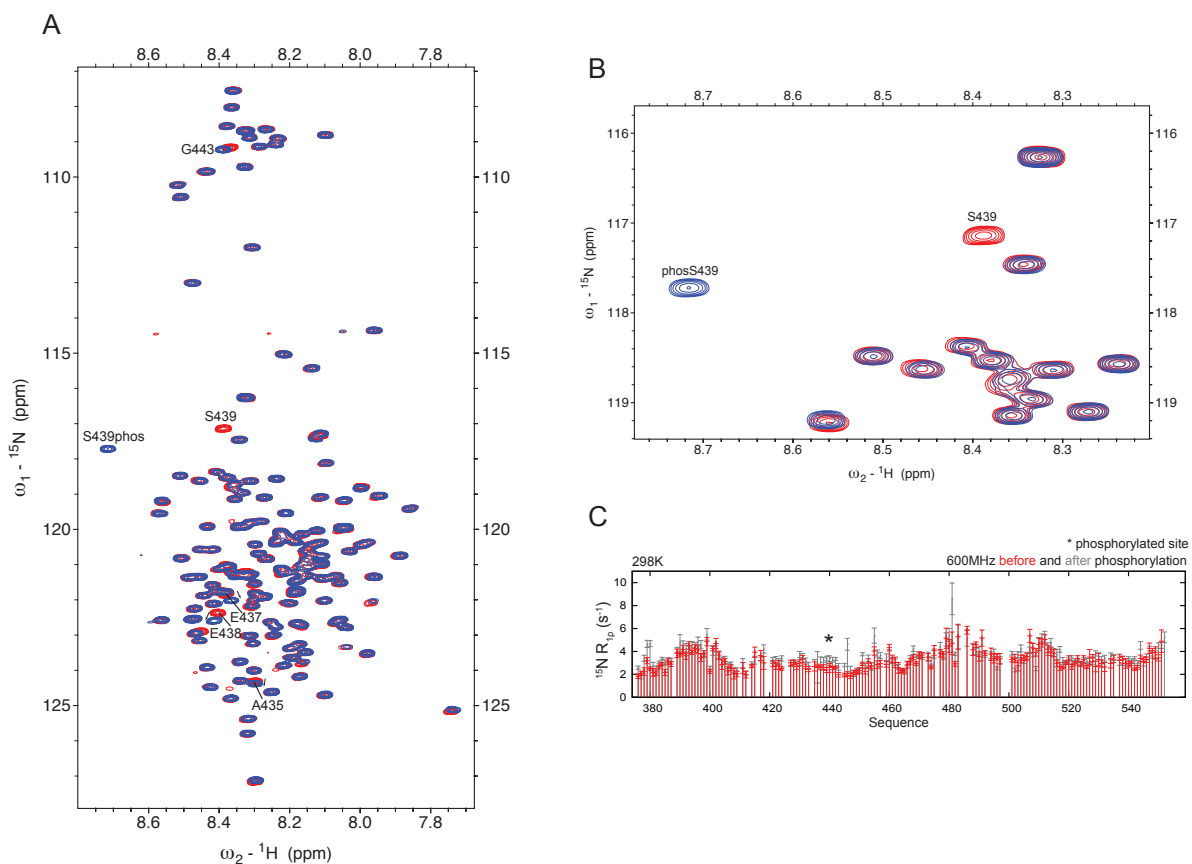 A
8.6 8.4 8.2 8.0 7.8
G443
110 110
115 115
S439
S439phos
120 120
E437
E438
A435
125 125
8.6 8.4 8.2 8.0 7.8
ω1 - 15N (ppm)
ω2 - 1H (ppm)
B
8.7 8.6 8.5 8.4 8.3
116 116
S439
117 117
phosS439
118 118
119 119
8.7 8.6 8.5 8.4 8.3
ω1 - 15N (ppm)
ω2 - 1H (ppm)
C
* phosphorylated site
298K 600MHz before and after phosphorylation
10
8
6
4
2
0
*
380 400 420 440 460 480 500 520 540
15N R1ρ (s-1)
Sequence